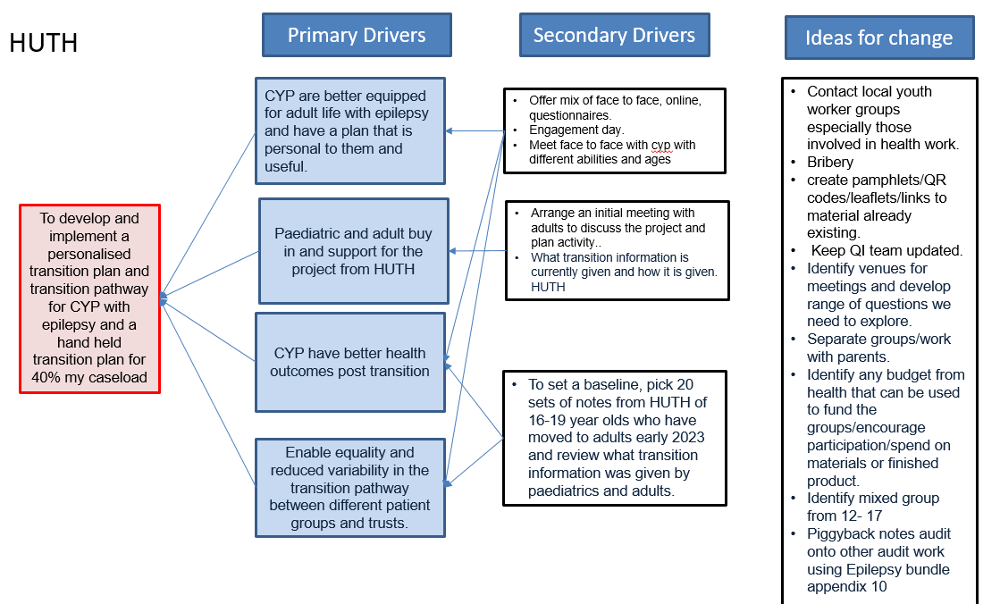 HUTH
Primary Drivers
Secondary Drivers
Ideas for change
To develop and
implement a
personalised
transition plan and
transition pathway
for CYP with
epilepsy and a
hand held
transition plan for
40% my caseload
CYP are better equipped
for adult life with epilepsy
and have a plan that is
personal to them and
useful.
Paediatric and adult buy
in and support for the
project from HUTH
CYP have better health
outcomes post transition
Enable equality and
reduced variability in the
transition pathway
between different patient
groups and trusts.
• Offer mix of face to face, online,
questionnaires.
• Engagement day.
• Meet face to face with cyp with
different abilities and ages
• Arrange an initial meeting with
adults to discuss the project and
plan activity..
• What transition information is
currently given and how it is given.
HUTH
• To set a baseline, pick 20
sets of notes from HUTH of
16-19 year olds who have
moved to adults early 2023
and review what transition
information was given by
paediatrics and adults.
• Contact local youth
worker groups
especially those
involved in health work.
• Bribery
• create pamphlets/QR
codes/leaflets/links to
material already
existing.
• Keep QI team updated.
• Identify venues for
meetings and develop
range of questions we
need to explore.
• Separate groups/work
with parents.
• Identify any budget from
health that can be used
to fund the
groups/encourage
participation/spend on
materials or finished
product.
• Identify mixed group
from 12- 17
• Piggyback notes audit
onto other audit work
using Epilepsy bundle
appendix 10